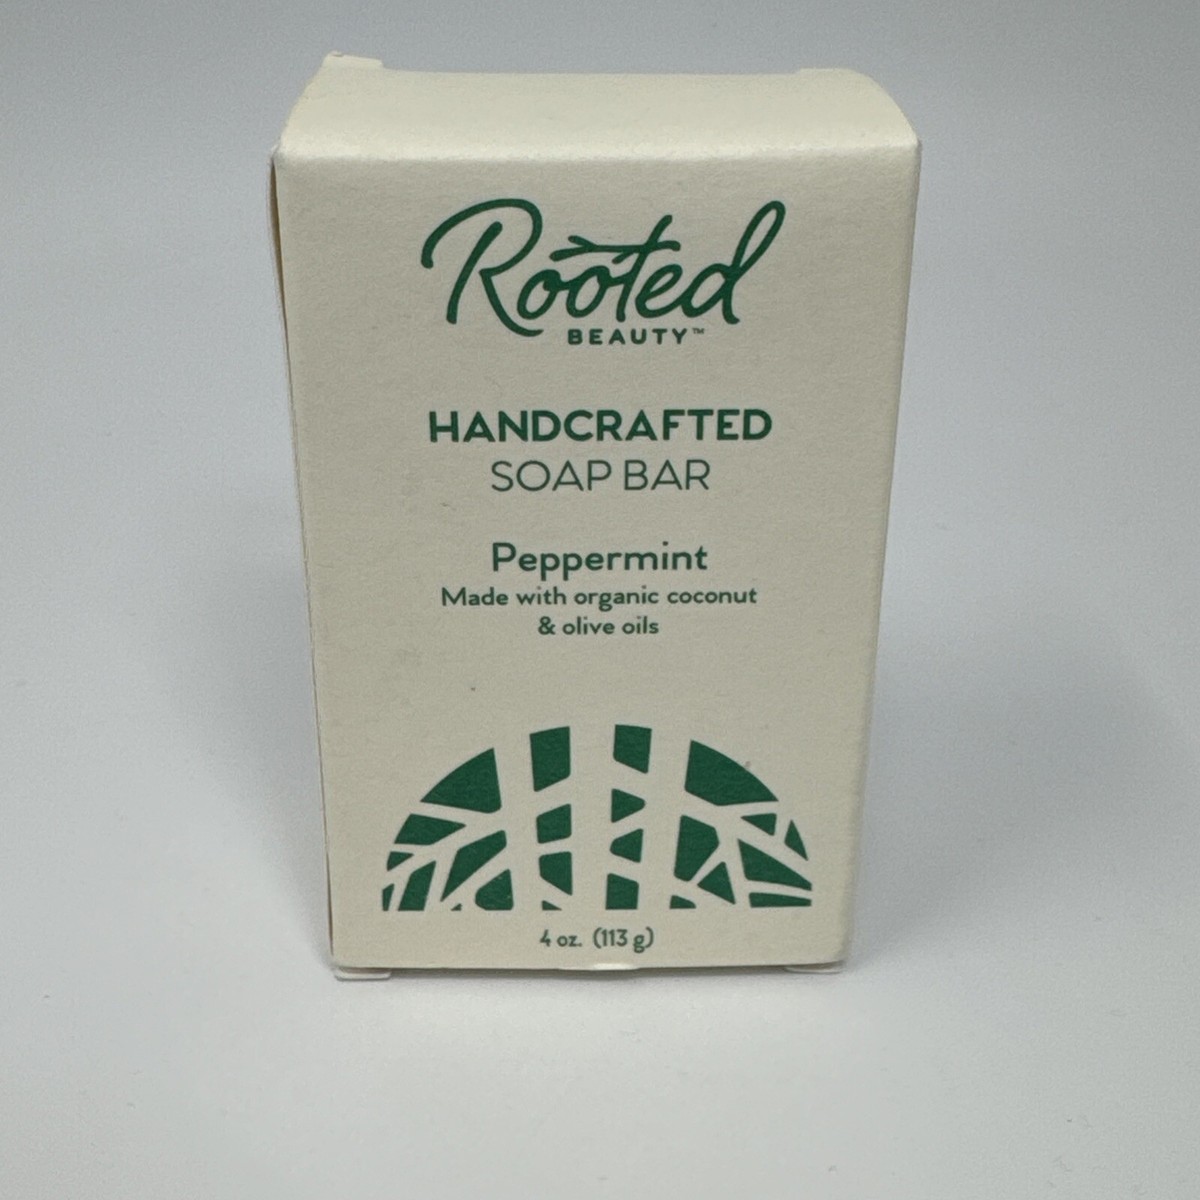 Rooted
BEAUTY™
HANDCRAFTED
SOAP BAR
Peppermint
Made with organic coconut
& olive oils
4 oz. (113 g)